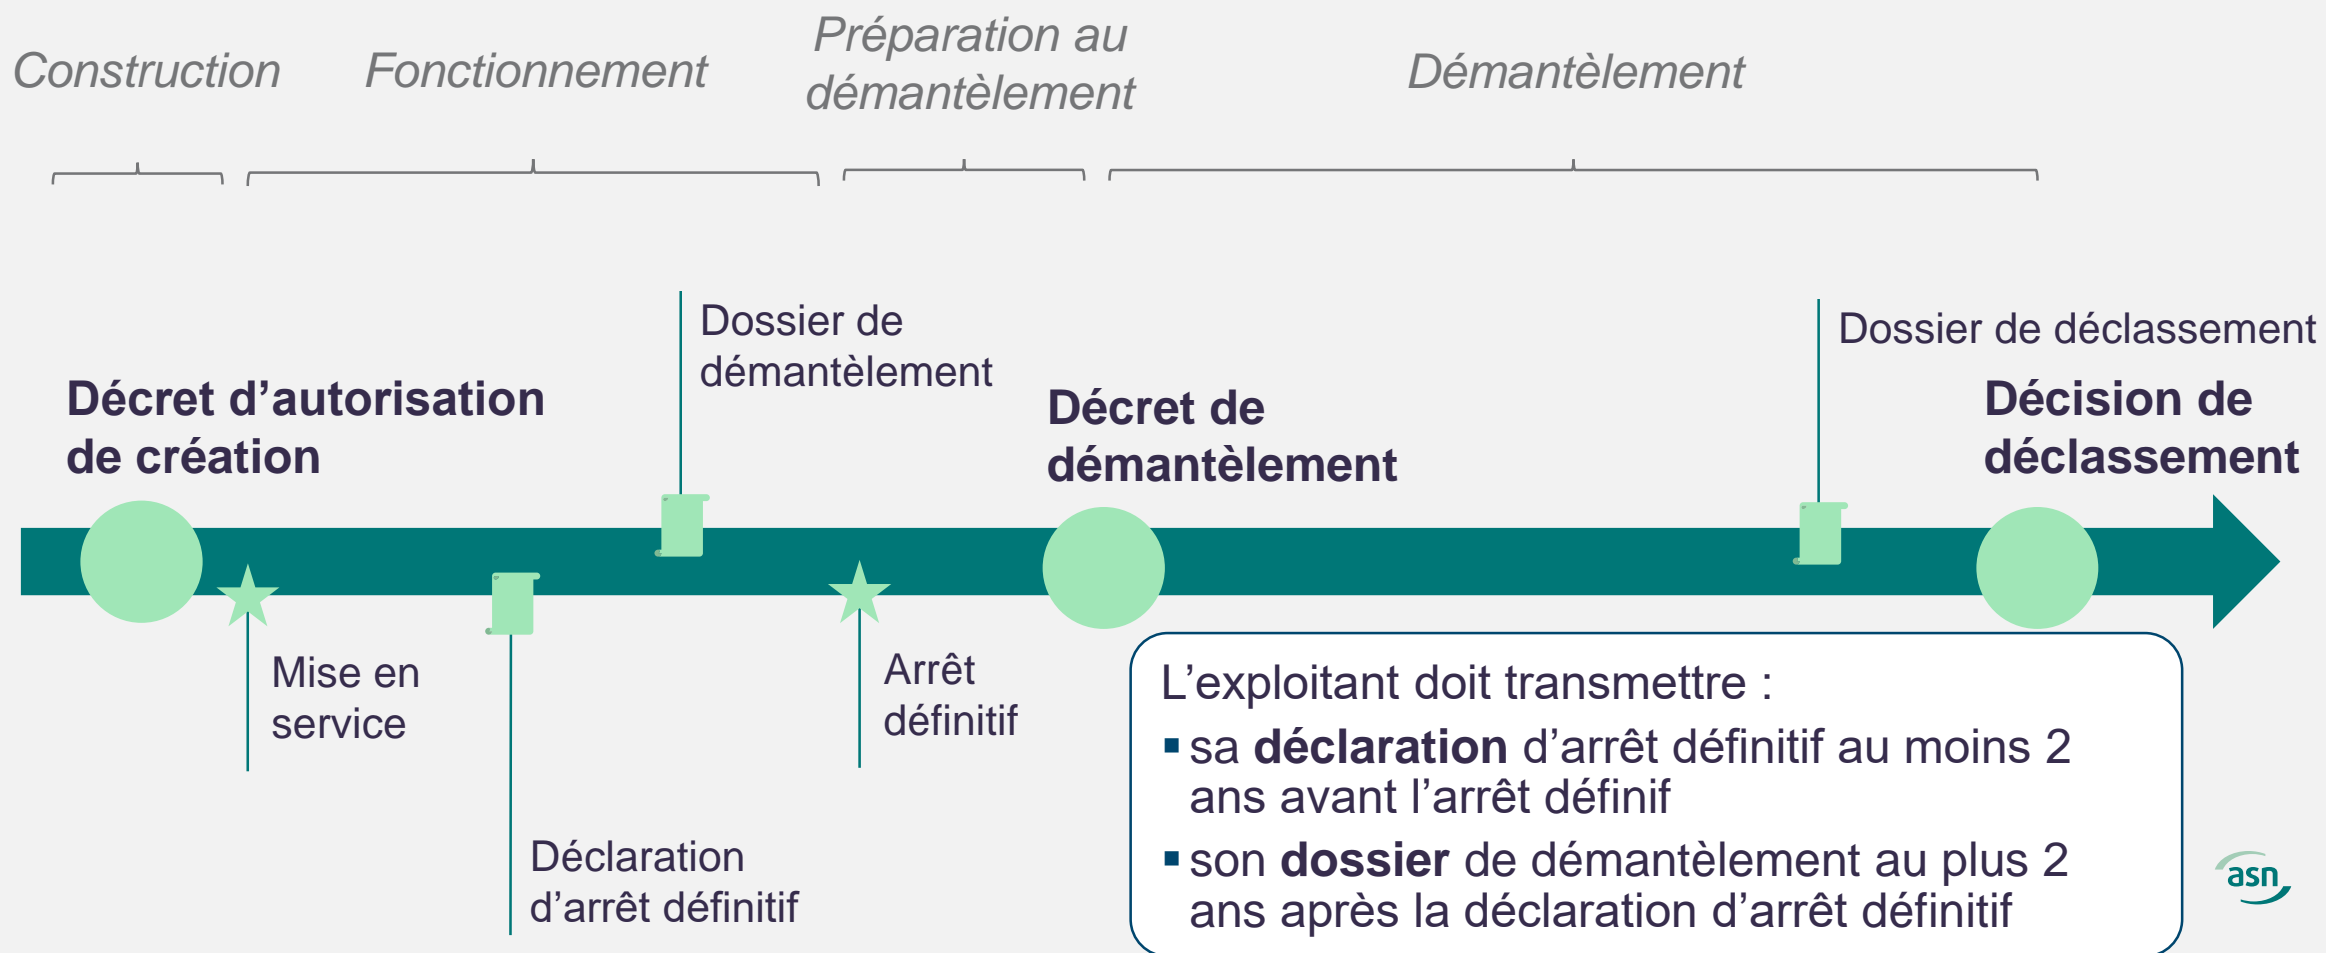 Construction
Fonctionnement
Préparation au
démantèlement
Démantèlement
Dossier de
démantèlement
Dossier de déclassement
Décret d’autorisation
de création
Décret de
démantèlement
Décision de
déclassement
Mise en
service
Arrêt
définitif
Déclaration
d’arrêt définitif
L’exploitant doit transmettre :
▪ sa déclaration d’arrêt définitif au moins 2
ans avant l’arrêt définif
▪ son dossier de démantèlement au plus 2
ans après la déclaration d’arrêt définitif
asn